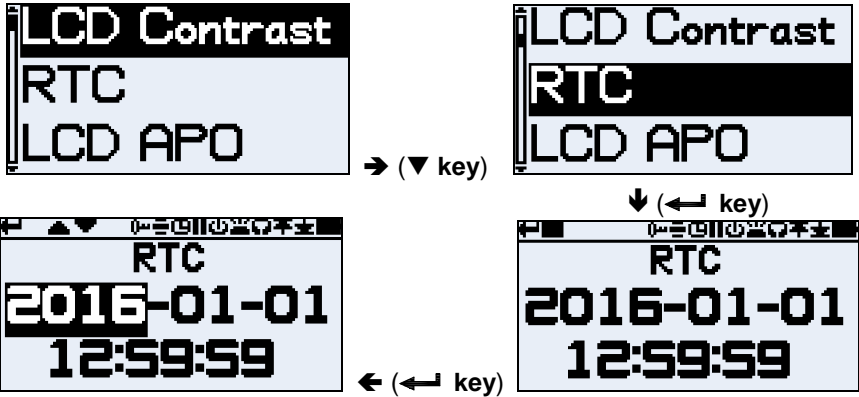 LCD Contrast
RTC
LCD APO
➔ (▼ key)
LCD Contrast
RTC
LCD APO
🡻 (↵ key)
RTC
2016-01-01
12:59:59
🡸 (↵ key)
RTC
2016-01-01
12:59:59